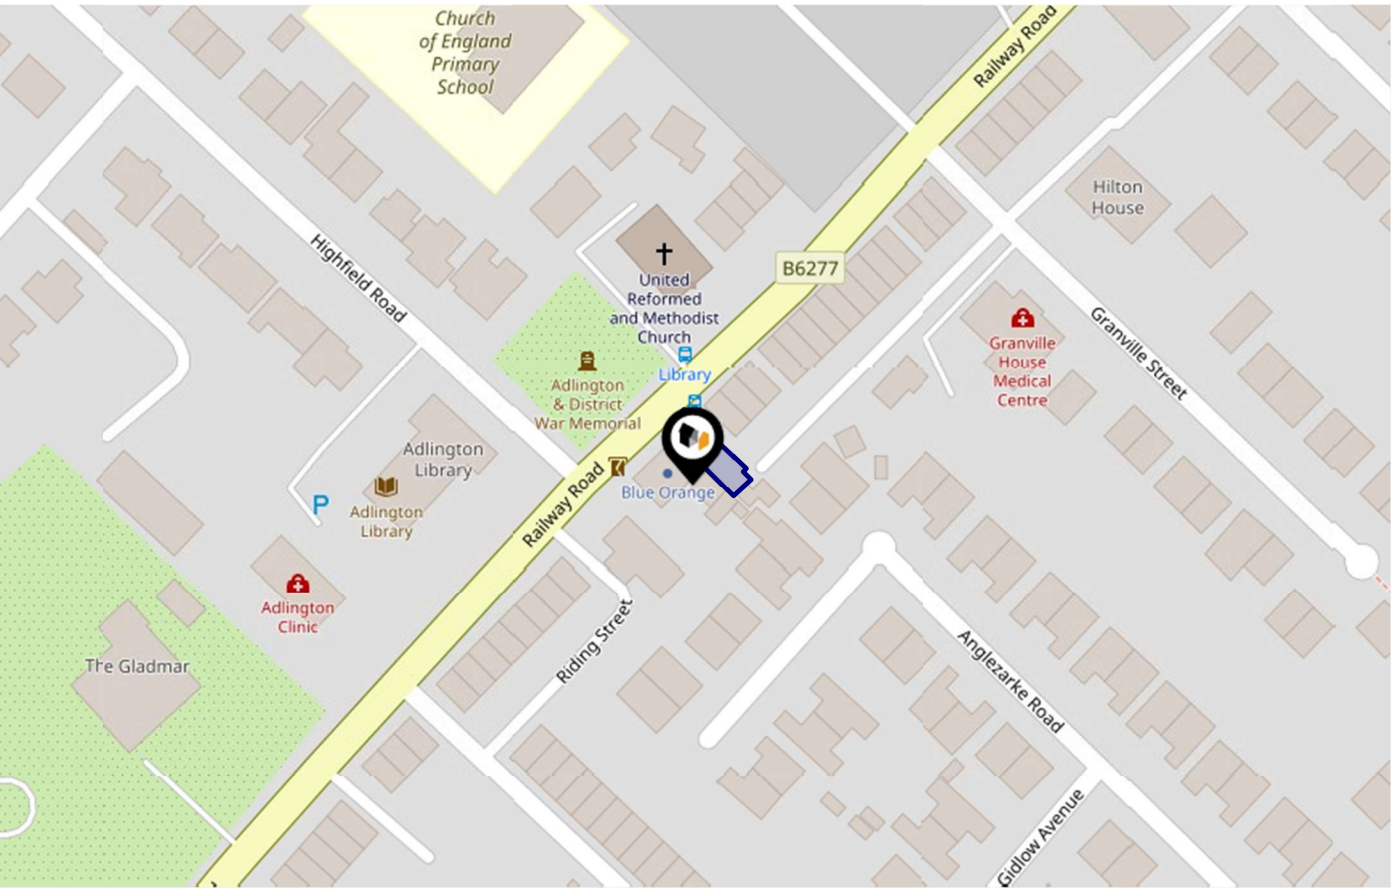 Church
of England
Primary
School
Railway Road
Hilton
House
Highfield Road
B6277
United
Reformed
and Methodist
Church
Library
Granville
House
Medical
Centre
Granville Street
Adlington
& District
War Memorial
Adlington
Library
Adlington
Library
P
Blue Orange
Railway Road
Adlington
Clinic
Riding Street
The Gladmar
Anglezarke Road
Gidlow Avenue